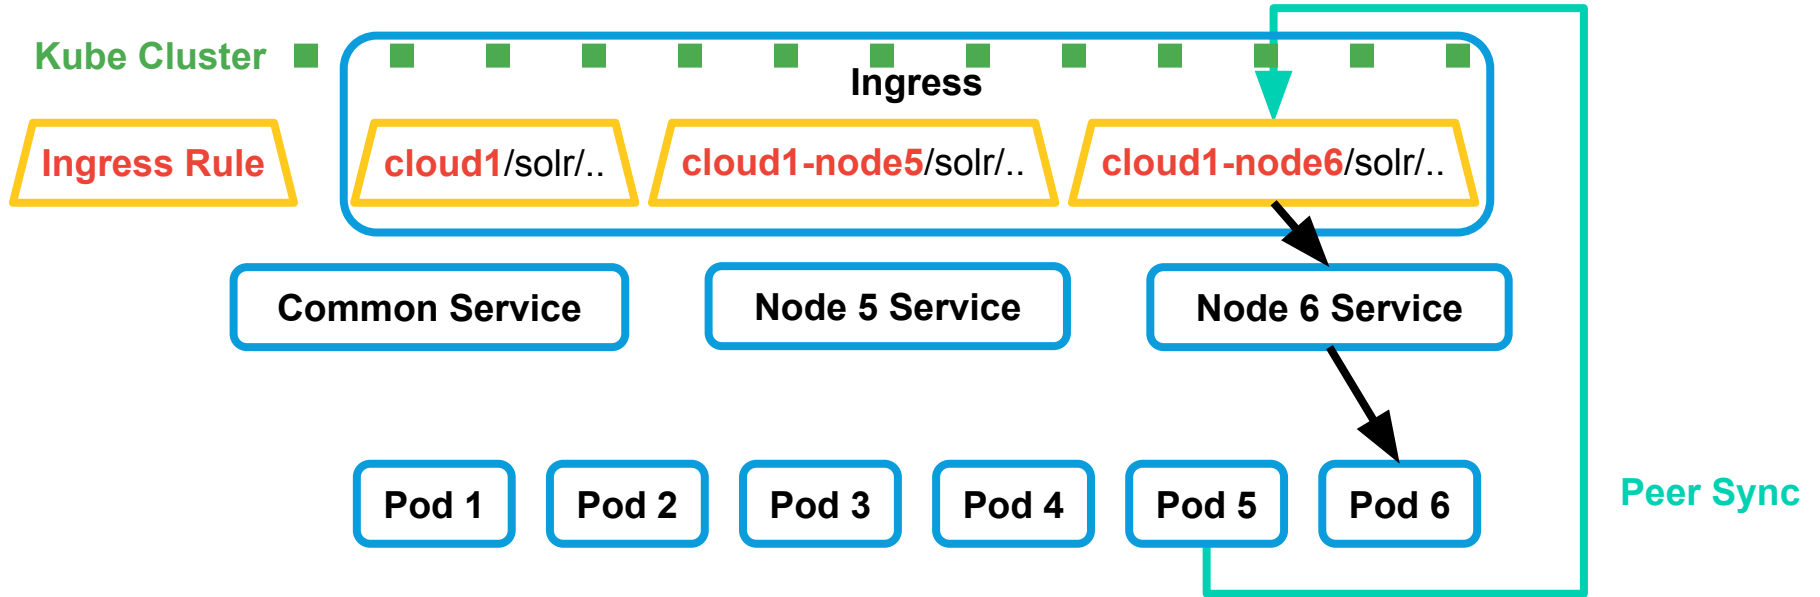 Kube Cluster
Ingress
Ingress Rule
cloud1/solr/..
cloud1-node5/solr/..
cloud1-node6/solr/..
Common Service
Node 5 Service
Node 6 Service
Pod 1
Pod 2
Pod 3
Pod 4
Pod 5
Pod 6
Peer Sync